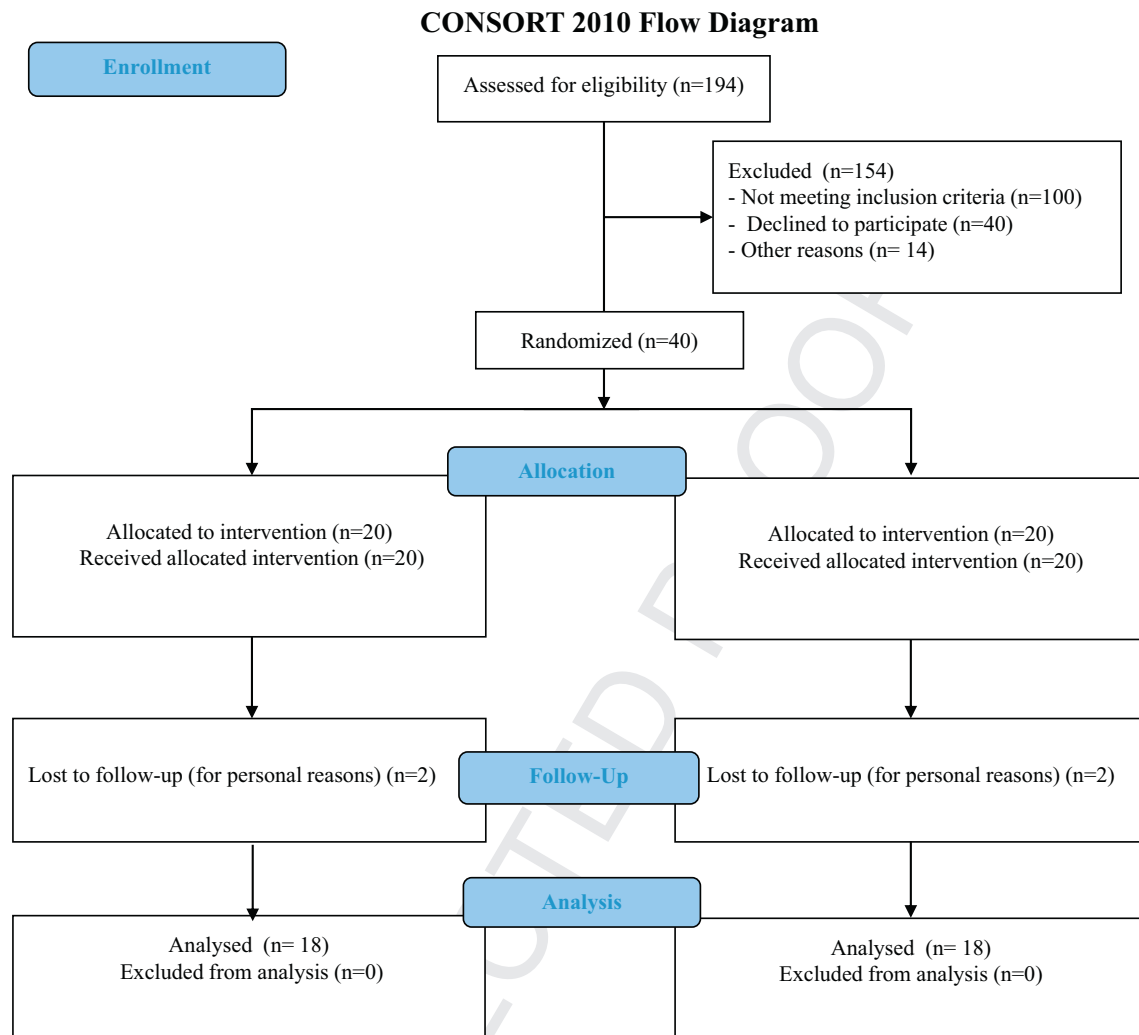 CONSORT 2010 Flow Diagram
Enrollment
Assessed for eligibility (n=194)
Excluded  (n=154)
- Not meeting inclusion criteria (n=100)
-  Declined to participate (n=40)
- Other reasons (n= 14)
Randomized (n=40)
Allocation
Allocated to intervention (n=20)
Received allocated intervention (n=20)
Allocated to intervention (n=20)
Received allocated intervention (n=20)
Lost to follow-up (for personal reasons) (n=2)
Follow-Up
Lost to follow-up (for personal reasons) (n=2)
Analysis
Analysed  (n= 18)
Excluded from analysis (n=0)
Analysed  (n= 18)
Excluded from analysis (n=0)